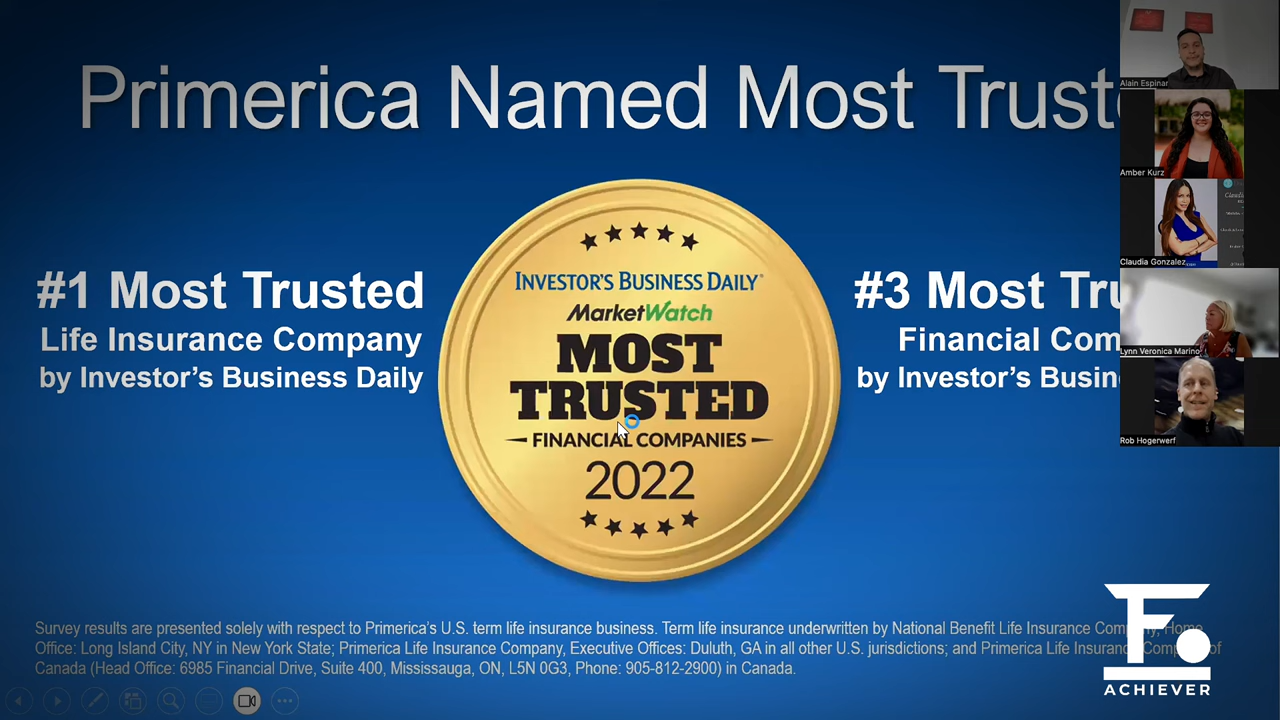 Primerica Named Most Trust
#1 Most Trusted
Life Insurance Company
by Investor's Business Daily
INVESTOR'S BUSINESS DAILY®
MarketWatch
MOST
TRUSTED
FINANCIAL COMPANIES
2022
#3 Most Tru
Financial Com
by Investor's Busin
Alain Espinar
Amber Kurz
Claudia Gonzalez
Lynn Veronica Marino
Rob Hogerwerf
Survey results are presented solely with respect to Primerica's U.S. term life insurance business. Term life insurance underwritten by National Benefit Life Insurance Company, Home
Office: Long Island City, NY in New York State; Primerica Life Insurance Company, Executive Offices: Duluth, GA in all other U.S. jurisdictions; and Primerica Life Insurance Company of
Canada (Head Office: 6985 Financial Drive, Suite 400, Mississauga, ON, L5N 0G3, Phone: 905-812-2900) in Canada.
ACHIEVER